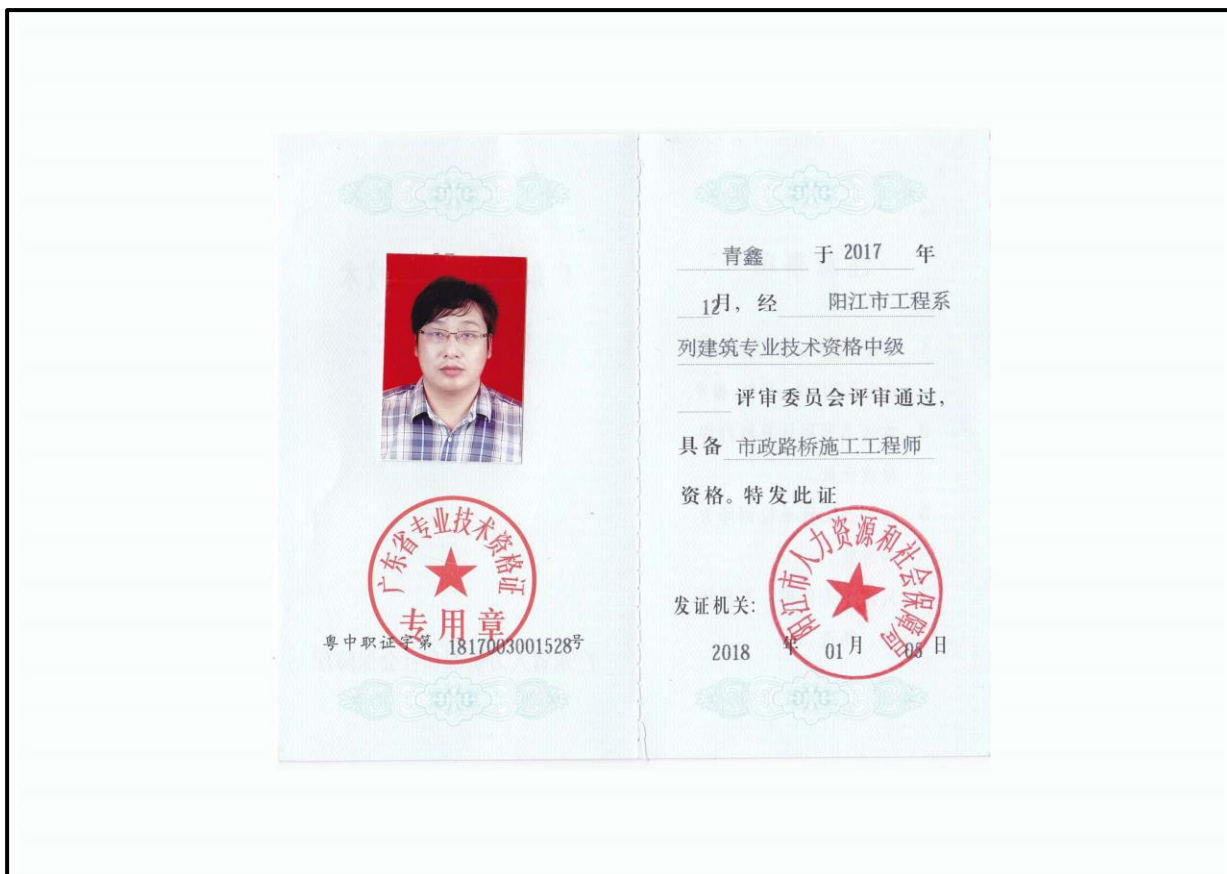 广东省专业技术资格证
专用章
粤中职证字第 1817003001528号
青鑫 于 2017 年
12月，经 阳江市工程系
列建筑专业技术资格中级
评审委员会评审通过，
具备 市政路桥施工工程师
资格。特发此证
阳江市人力资源和社会保障局
发证机关：
2018 年 01 月 05 日